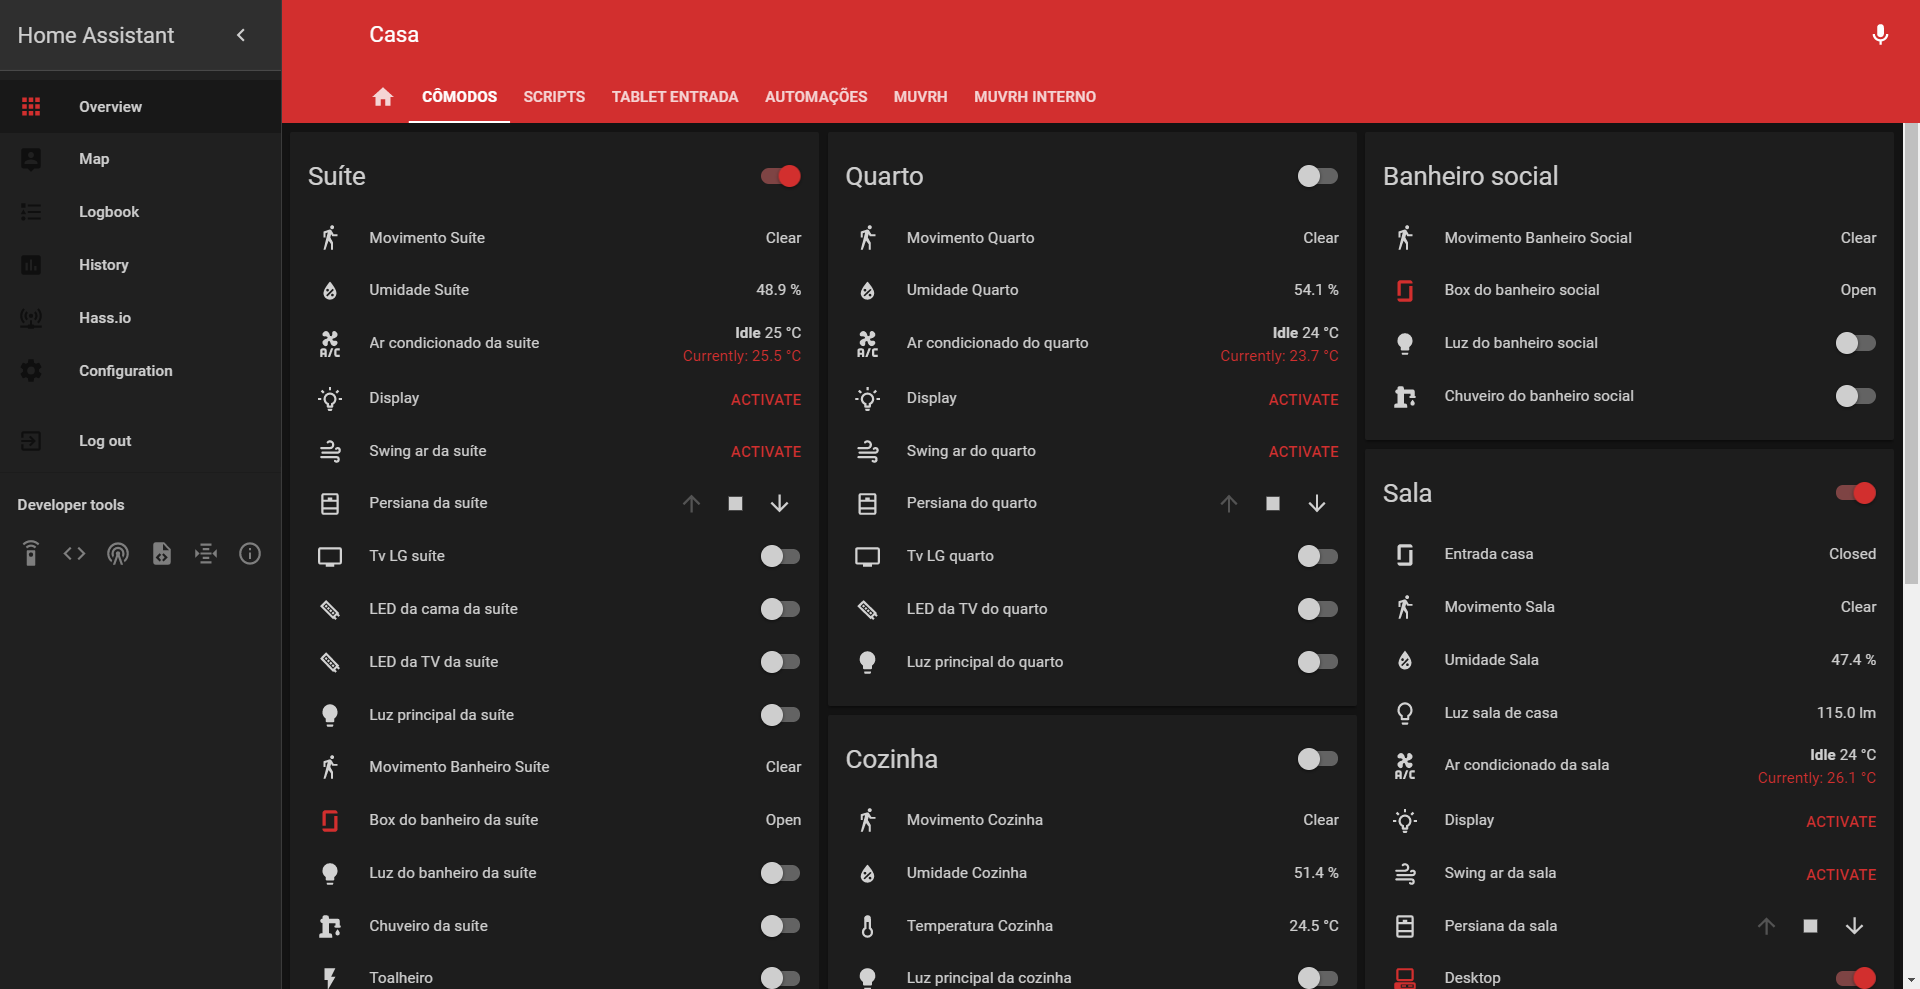 Home Assistant
Overview
Map
Logbook
History
Hass.io
Configuration
Log out
Developer tools
Casa
CÔMODOS SCRIPTS TABLET ENTRADA AUTOMAÇÕES MUVRH MUVRH INTERNO
Suíte
Movimento Suíte Clear
Umidade Suíte 48.9 %
A/C Ar condicionado da suite Idle 25 °C
Currently: 25.5 °C
Display ACTIVATE
Swing ar da suíte ACTIVATE
Persiana da suíte
Tv LG suíte
LED da cama da suíte
LED da TV da suíte
Luz principal da suíte
Movimento Banheiro Suíte Clear
Box do banheiro da suíte Open
Luz do banheiro da suíte
Chuveiro da suíte
Toalheiro
Quarto
Movimento Quarto Clear
Umidade Quarto 54.1 %
A/C Ar condicionado do quarto Idle 24 °C
Currently: 23.7 °C
Display ACTIVATE
Swing ar do quarto ACTIVATE
Persiana do quarto
Tv LG quarto
LED da TV do quarto
Luz principal do quarto
Cozinha
Movimento Cozinha Clear
Umidade Cozinha 51.4 %
Temperatura Cozinha 24.5 °C
Luz principal da cozinha
Banheiro social
Movimento Banheiro Social Clear
Box do banheiro social Open
Luz do banheiro social
Chuveiro do banheiro social
Sala
Entrada casa Closed
Movimento Sala Clear
Umidade Sala 47.4 %
Luz sala de casa 115.0 lm
A/C Ar condicionado da sala Idle 24 °C
Currently: 26.1 °C
Display ACTIVATE
Swing ar da sala ACTIVATE
Persiana da sala
Desktop